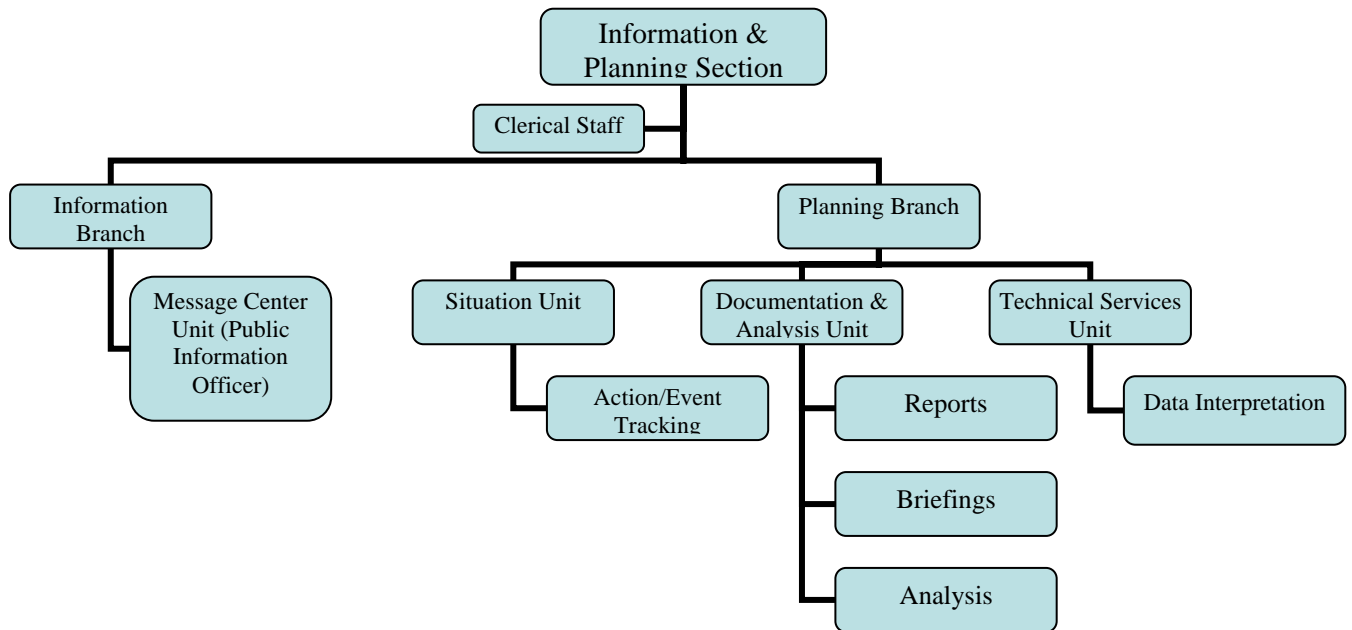 Information &
Planning Section
Clerical Staff
Information
Branch
Planning Branch
Message Center
Unit (Public
Information
Officer)
Situation Unit
Documentation &
Analysis Unit
Technical Services
Unit
Action/Event
Tracking
Reports
Data Interpretation
Briefings
Analysis